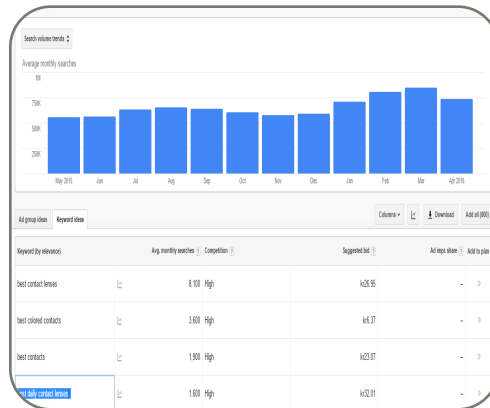 Search volume trends
Average monthly searches
1M
750K
500K
250K
May 2015 Jun Jul Aug Sep Oct Nov Dec Jan Feb Mar Apr 2016
Ad group ideas Keyword ideas Columns Download Add all (800)
Keyword (by relevance) Avg. monthly searches ? Competition ? Suggested bid ? Ad impr. share ? Add to plan
best contact lenses 8,100 High kr26.95 – »
best colored contacts 3,600 High kr6.37 – »
best contacts 1,900 High kr23.07 – »
best daily contact lenses 1,600 High kr32.01 – »